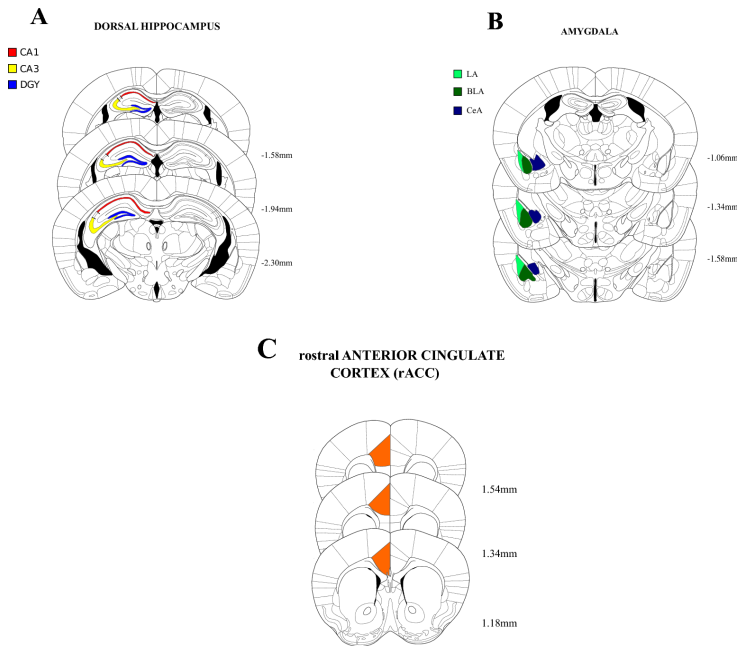 A
DORSAL HIPPOCAMPUS
CA1
CA3
DGY
-1.58mm
-1.94mm
-2.30mm
B
AMYGDALA
LA
BLA
CeA
-1.06mm
-1.34mm
-1.58mm
C
rostral ANTERIOR CINGULATE
CORTEX (rACC)
1.54mm
1.34mm
1.18mm